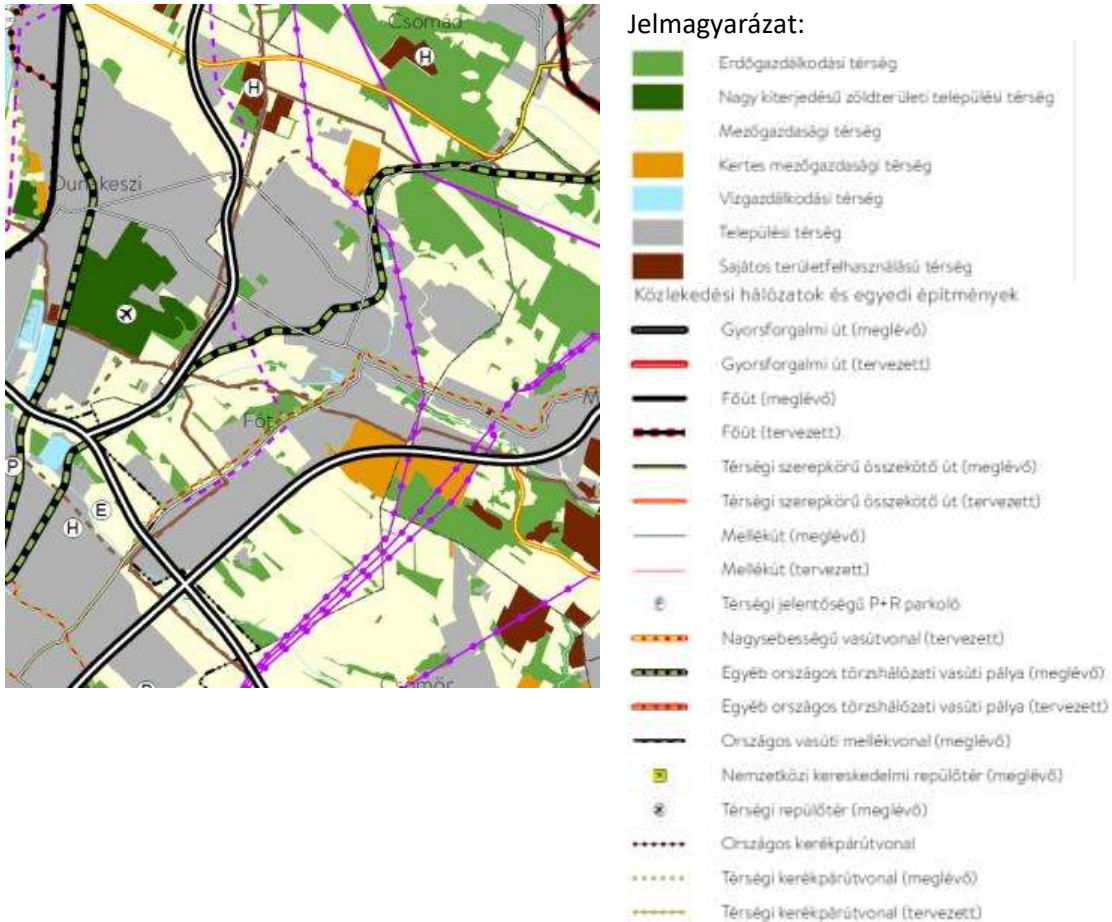 Csomád
H
H
Dunakeszi
Fót
M
P
E
H
Csömör
Jelmagyarázat:
Erdőgazdálkodási térség
Nagy kiterjedésű zöldterületi települési térség
Mezőgazdasági térség
Kertes mezőgazdasági térség
Vízgazdálkodási térség
Települési térség
Sajátos területfelhasználású térség
Közlekedési hálózatok és egyedi építmények
Gyorsforgalmi út (meglévő)
Gyorsforgalmi út (tervezett)
Főút (meglévő)
Főút (tervezett)
Térségi szerepkörű összekötő út (meglévő)
Térségi szerepkörű összekötő út (tervezett)
Mellékút (meglévő)
Mellékút (tervezett)
Térségi jelentőségű P+R parkoló
Nagysebességű vasútvonal (tervezett)
Egyéb országos törzshálózati vasúti pálya (meglévő)
Egyéb országos törzshálózati vasúti pálya (tervezett)
Országos vasúti mellékvonal (meglévő)
Nemzetközi kereskedelmi repülőtér (meglévő)
Térségi repülőtér (meglévő)
Országos kerékpárútvonal
Térségi kerékpárútvonal (meglévő)
Térségi kerékpárútvonal (tervezett)